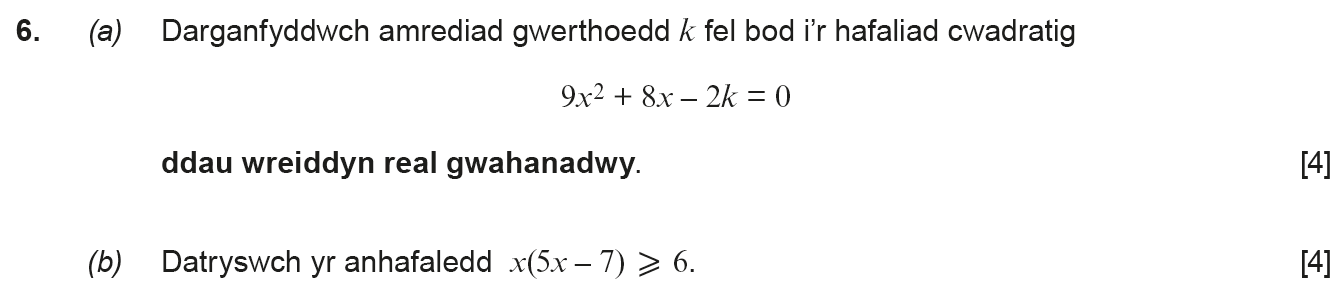 6. (a) Darganfyddwch amrediad gwerthoedd k fel bod i’r hafaliad cwadratig
9x² + 8x – 2k = 0
ddau wreiddyn real gwahanadwy. [4]
(b) Datryswch yr anhafaledd x(5x – 7) ⩾ 6. [4]